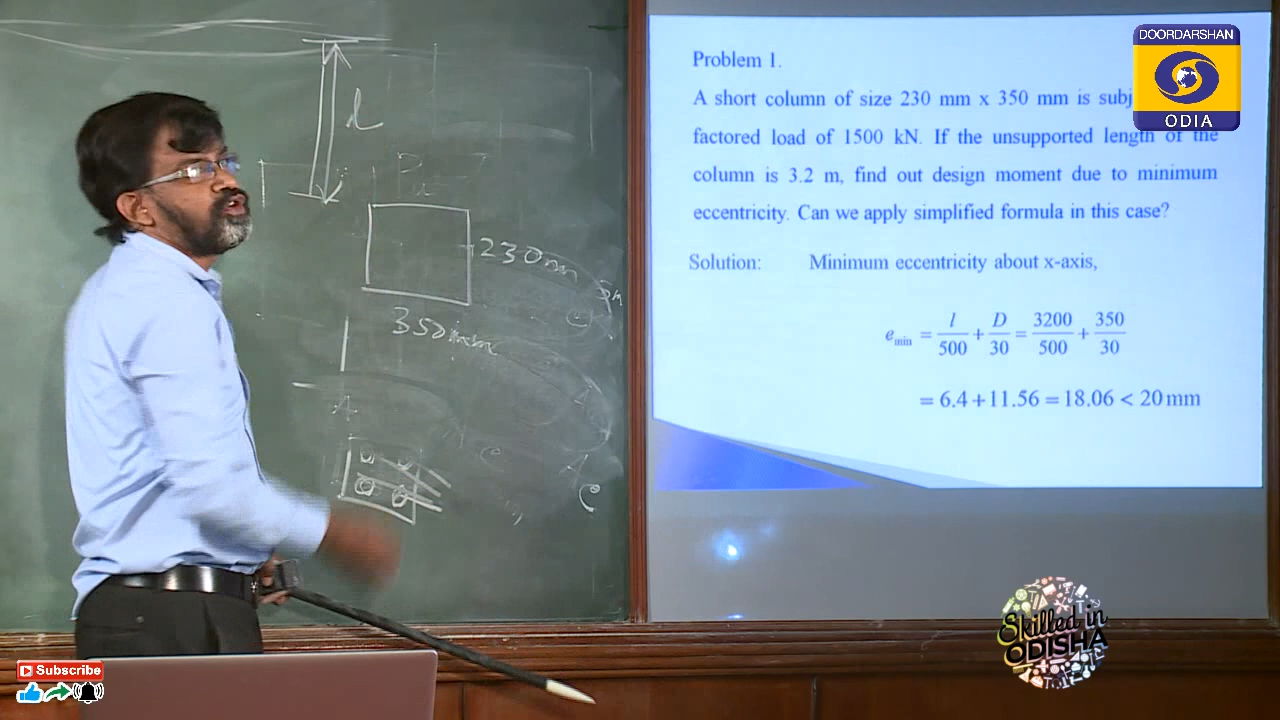 l
Pu =
230mm
350mm
Problem 1.
A short column of size 230 mm x 350 mm is subj
factored load of 1500 kN. If the unsupported length of the
column is 3.2 m, find out design moment due to minimum
eccentricity. Can we apply simplified formula in this case?
Solution: Minimum eccentricity about x-axis,
e_min = l/500 + D/30 = 3200/500 + 350/30
= 6.4 + 11.56 = 18.06 < 20 mm
DOORDARSHAN
ODIA
Skilled in
ODISHA
Subscribe